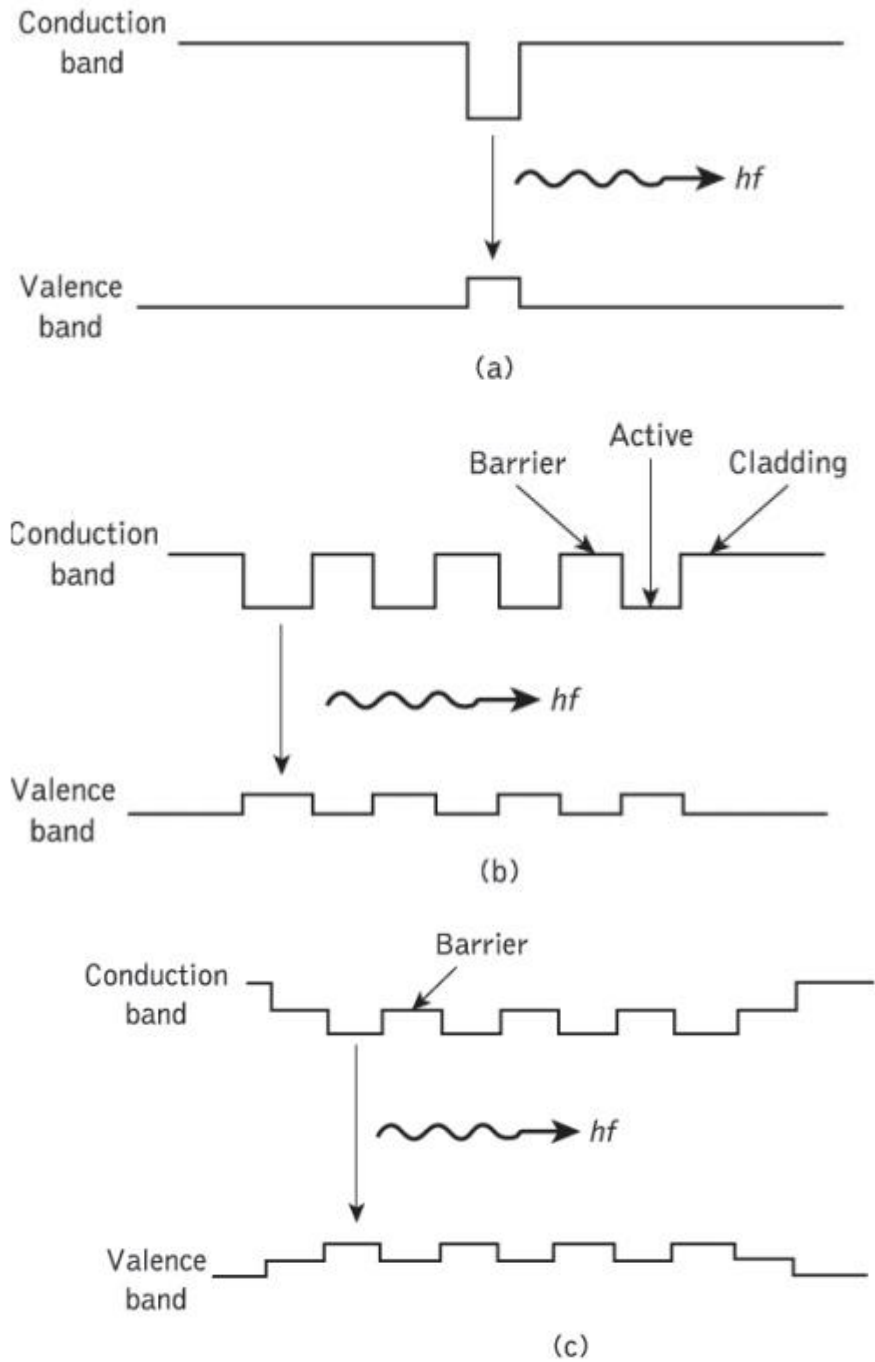 Conduction
band
hf
Valence
band
(a)
Active
Barrier
Cladding
Conduction
band
hf
Valence
band
(b)
Barrier
Conduction
band
hf
Valence
band
(c)